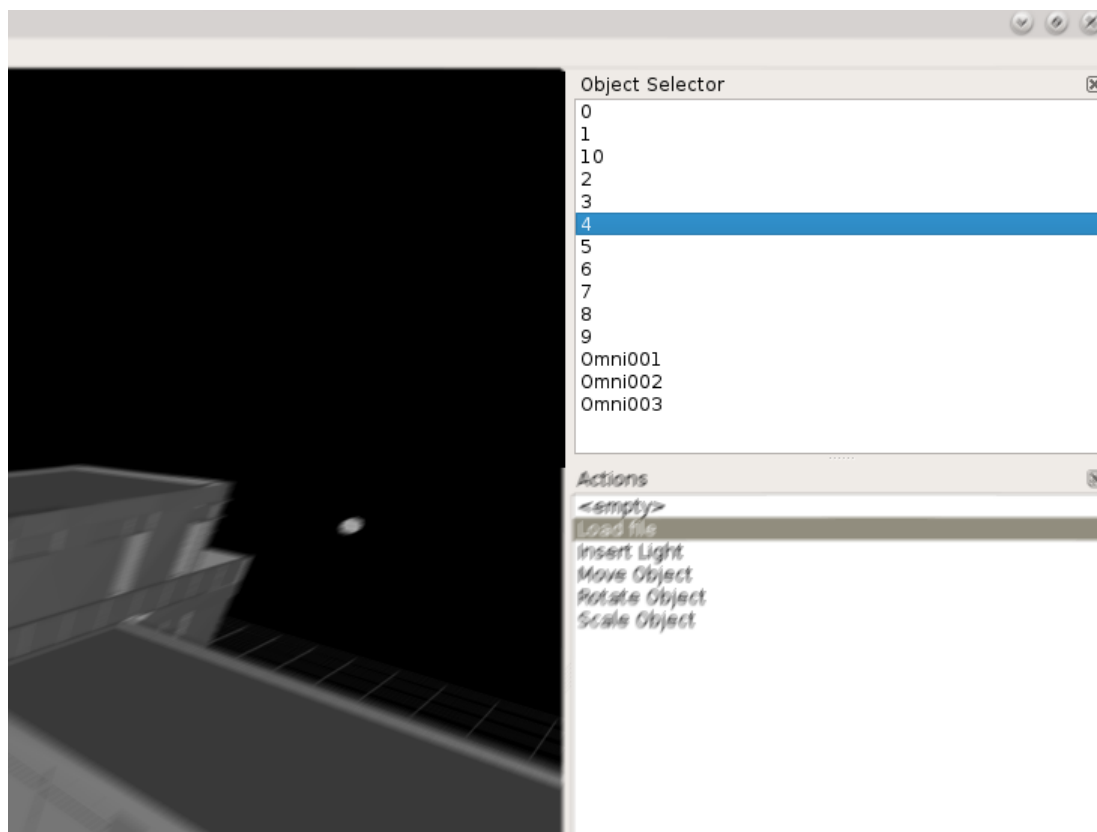 Object Selector
0
1
10
2
3
4
5
6
7
8
9
Omni001
Omni002
Omni003
Actions
<empty>
Load file
Insert Light
Move Object
Rotate Object
Scale Object